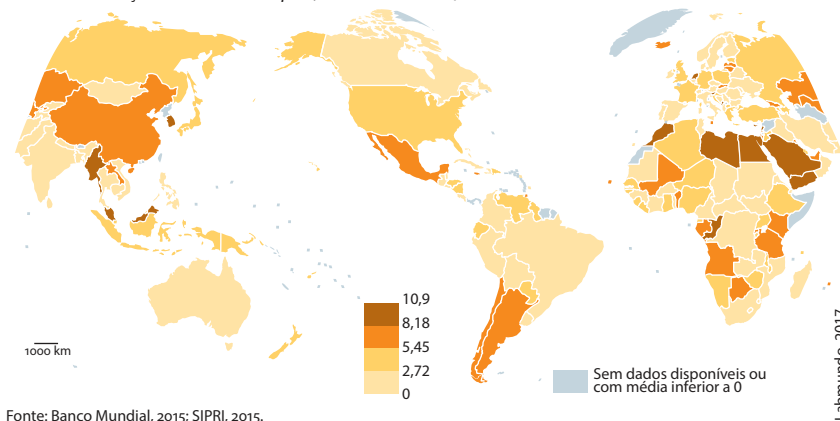 10,9
8,18
5,45
2,72
0
1000 km
Sem dados disponíveis ou
com média inferior a 0
Fonte: Banco Mundial, 2015; SIPRI, 2015.
2017